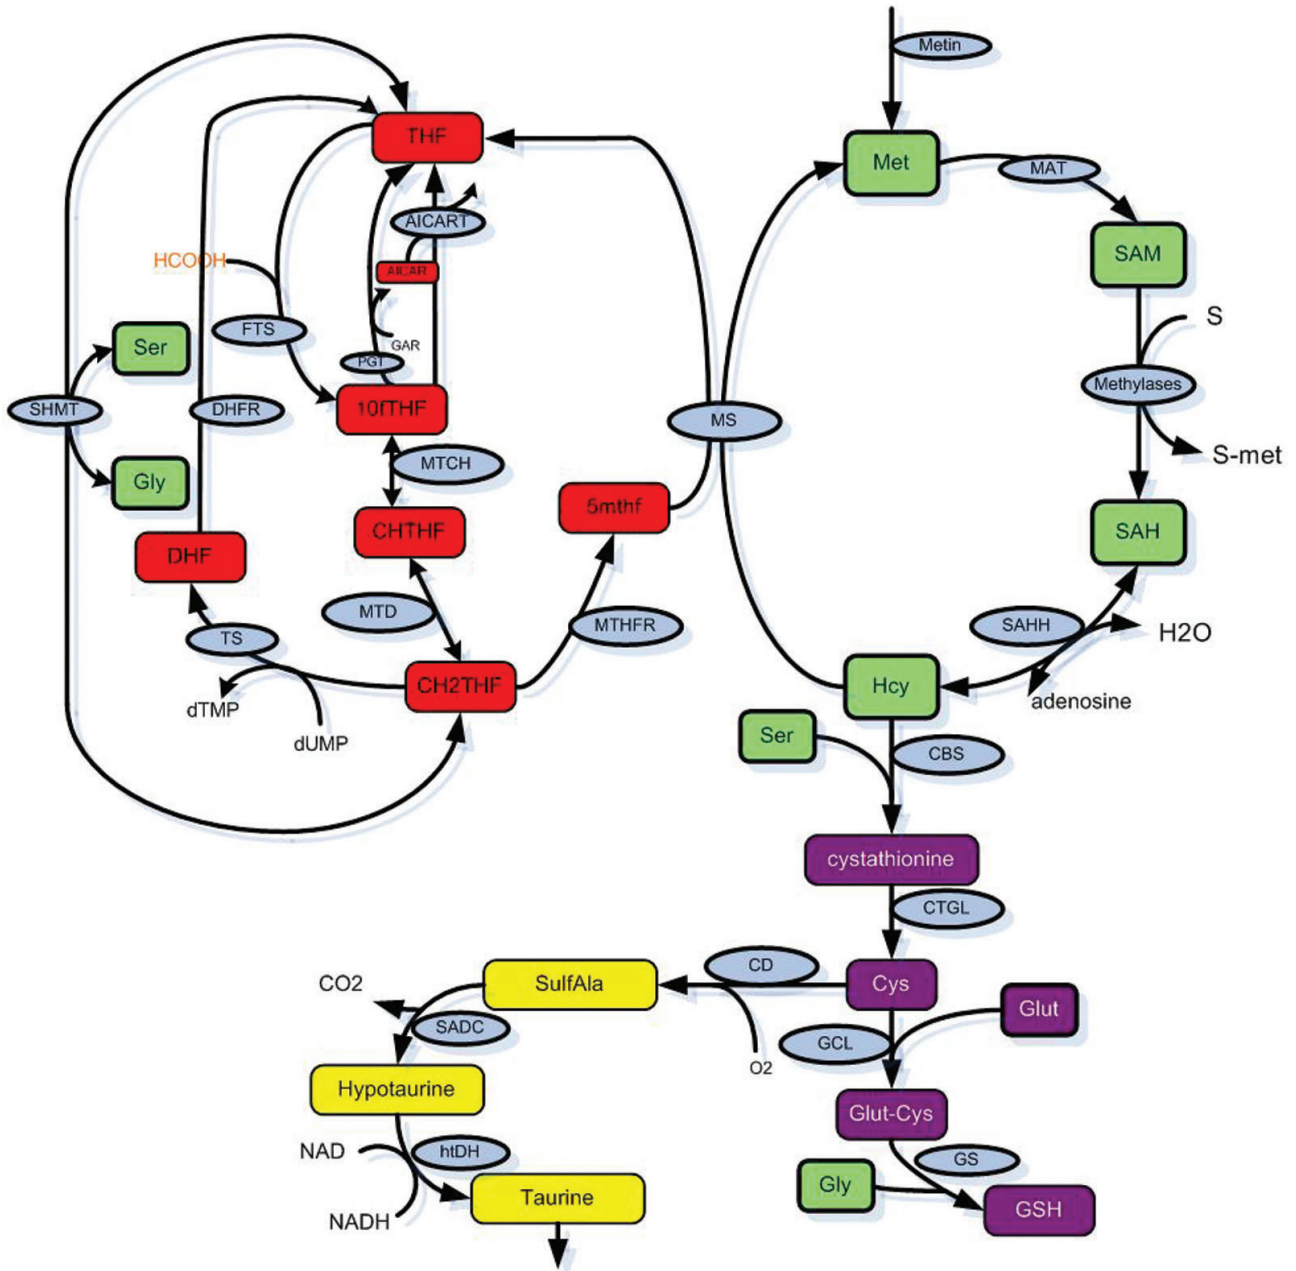 Metin
THF
Met
MAT
AICART
SAM
HCOOH
AICAR
S
FTS
GAR
Ser
PGT
Methylases
SHMT
DHFR
10fTHF
MS
MTCH
S-met
Gly
5mthf
CHTHF
SAH
DHF
MTD
MTHFR
SAHH
H2O
TS
CH2THF
Hcy
adenosine
dTMP
dUMP
Ser
CBS
cystathionine
CTGL
CD
CO2
SulfAla
Cys
Glut
SADC
GCL
O2
Hypotaurine
Glut-Cys
NAD
htDH
GS
Gly
Taurine
GSH
NADH